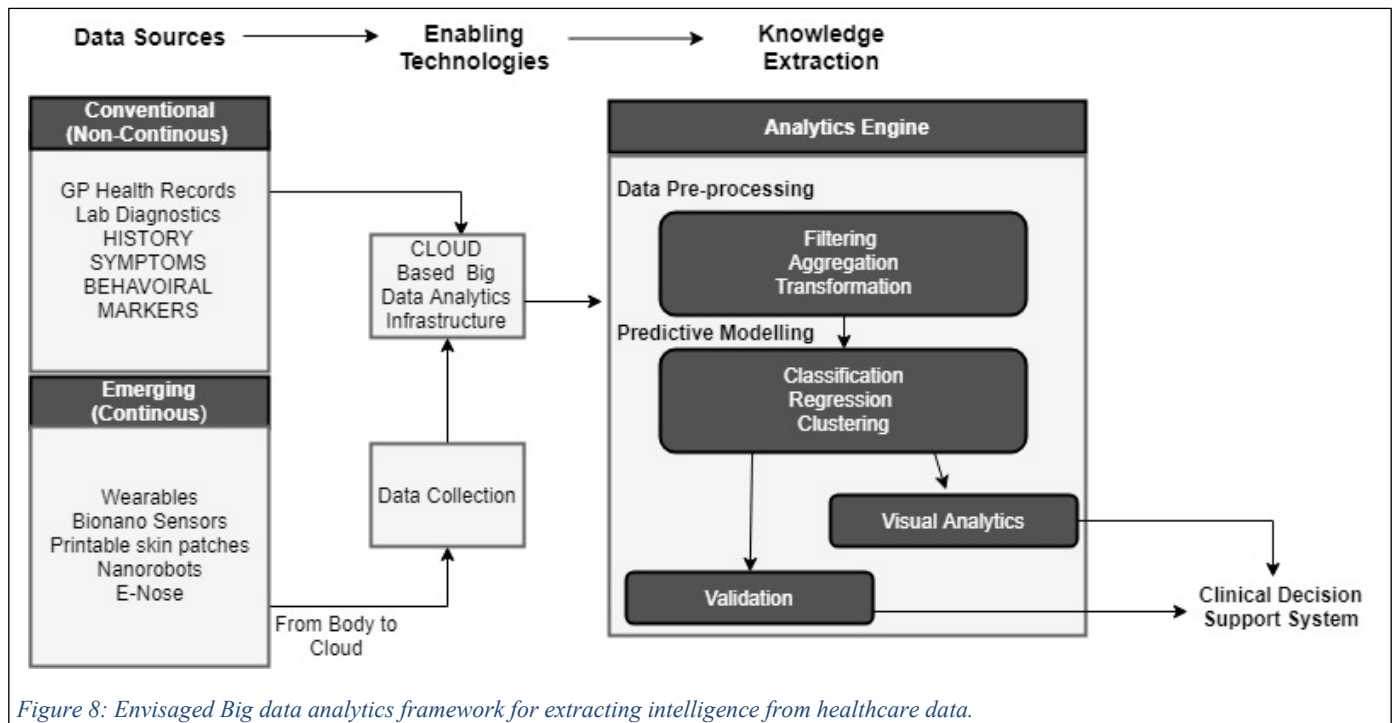 Data Sources
Enabling
Technologies
Knowledge
Extraction
Conventional
(Non-Continous)
GP Health Records
Lab Diagnostics
HISTORY
SYMPTOMS
BEHAVOIRAL
MARKERS
Emerging
(Continous)
Wearables
Bionano Sensors
Printable skin patches
Nanorobots
E-Nose
From Body to
Cloud
CLOUD
Based Big
Data Analytics
Infrastructure
Data Collection
Analytics Engine
Data Pre-processing
Filtering
Aggregation
Transformation
Predictive Modelling
Classification
Regression
Clustering
Visual Analytics
Validation
Clinical Decision
Support System
Figure 8: Envisaged Big data analytics framework for extracting intelligence from healthcare data.